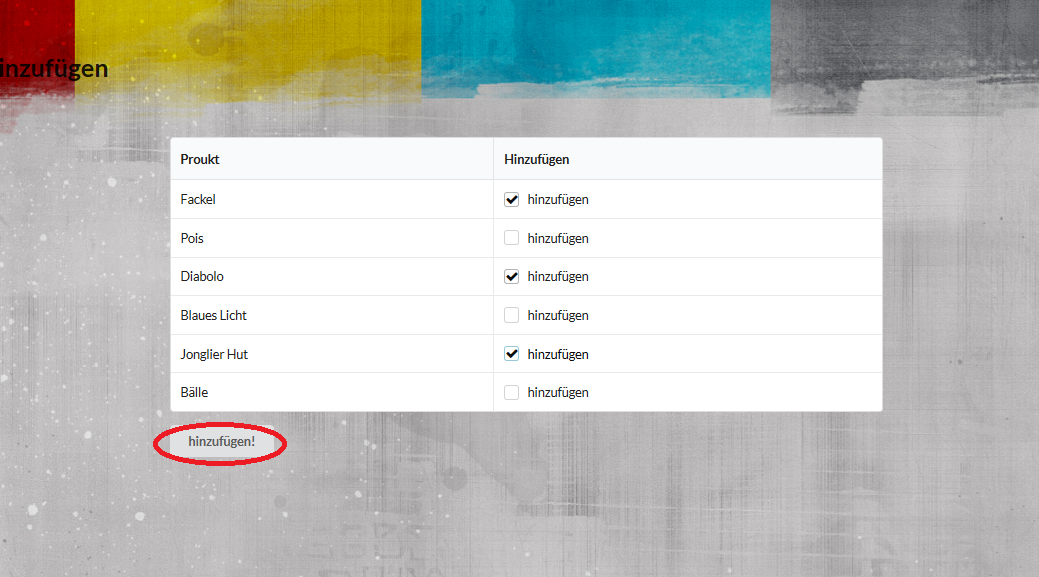 inzufügen
Proukt Hinzufügen
Fackel hinzufügen
Pois hinzufügen
Diabolo hinzufügen
Blaues Licht hinzufügen
Jonglier Hut hinzufügen
Bälle hinzufügen
hinzufügen!